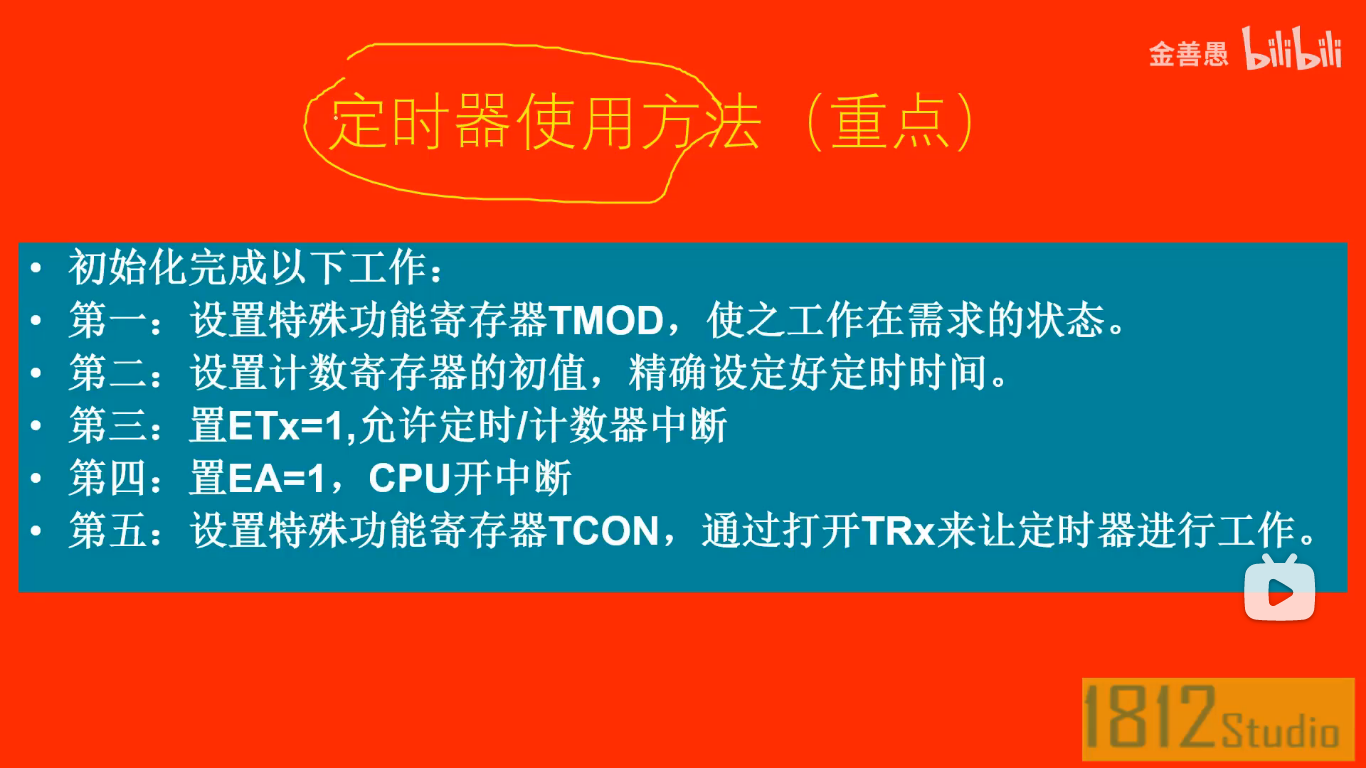 金善愚 bilibili
定时器使用方法（重点）
• 初始化完成以下工作：
• 第一：设置特殊功能寄存器TMOD，使之工作在需求的状态。
• 第二：设置计数寄存器的初值，精确设定好定时时间。
• 第三：置ETx=1,允许定时/计数器中断
• 第四：置EA=1，CPU开中断
• 第五：设置特殊功能寄存器TCON，通过打开TRx来让定时器进行工作。
1812Studio